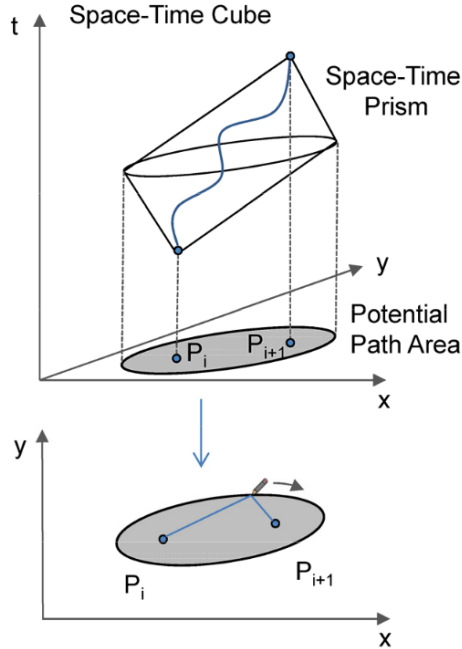 t
Space-Time Cube
Space-Time
Prism
y
Potential
Path Area
Pi
Pi+1
x
y
Pi
Pi+1
x